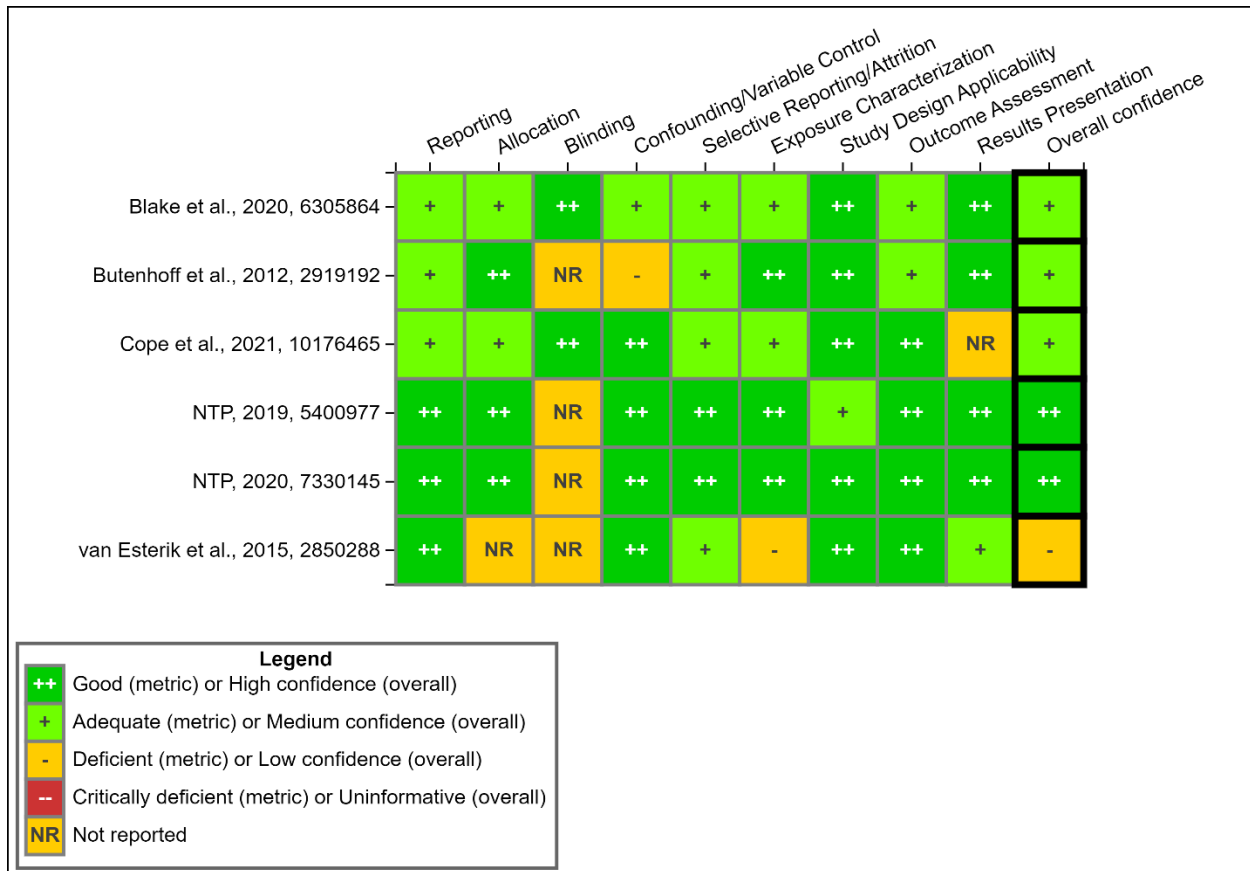 Reporting
Allocation
Blinding
Confounding/Variable Control
Selective Reporting/Attrition
Exposure Characterization
Study Design Applicability
Outcome Assessment
Results Presentation
Overall confidence
Blake et al., 2020, 6305864 + + ++ + + + ++ + ++ +
Butenhoff et al., 2012, 2919192 + ++ NR - + ++ ++ + ++ +
Cope et al., 2021, 10176465 + + ++ ++ + + ++ ++ NR +
NTP, 2019, 5400977 ++ ++ NR ++ ++ ++ + ++ ++ ++
NTP, 2020, 7330145 ++ ++ NR ++ ++ ++ ++ ++ ++ ++
van Esterik et al., 2015, 2850288 ++ NR NR ++ + - ++ ++ + -
Legend
++ Good (metric) or High confidence (overall)
+ Adequate (metric) or Medium confidence (overall)
- Deficient (metric) or Low confidence (overall)
-- Critically deficient (metric) or Uninformative (overall)
NR Not reported